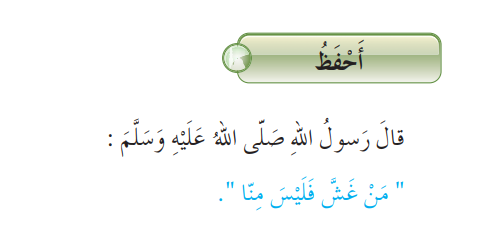 أَحْفَظُ
قالَ رَسولُ اللهِ صَلّى اللهُ عَلَيْهِ وَسَلَّمَ :
" مَنْ غَشَّ فَلَيْسَ مِنّا ".